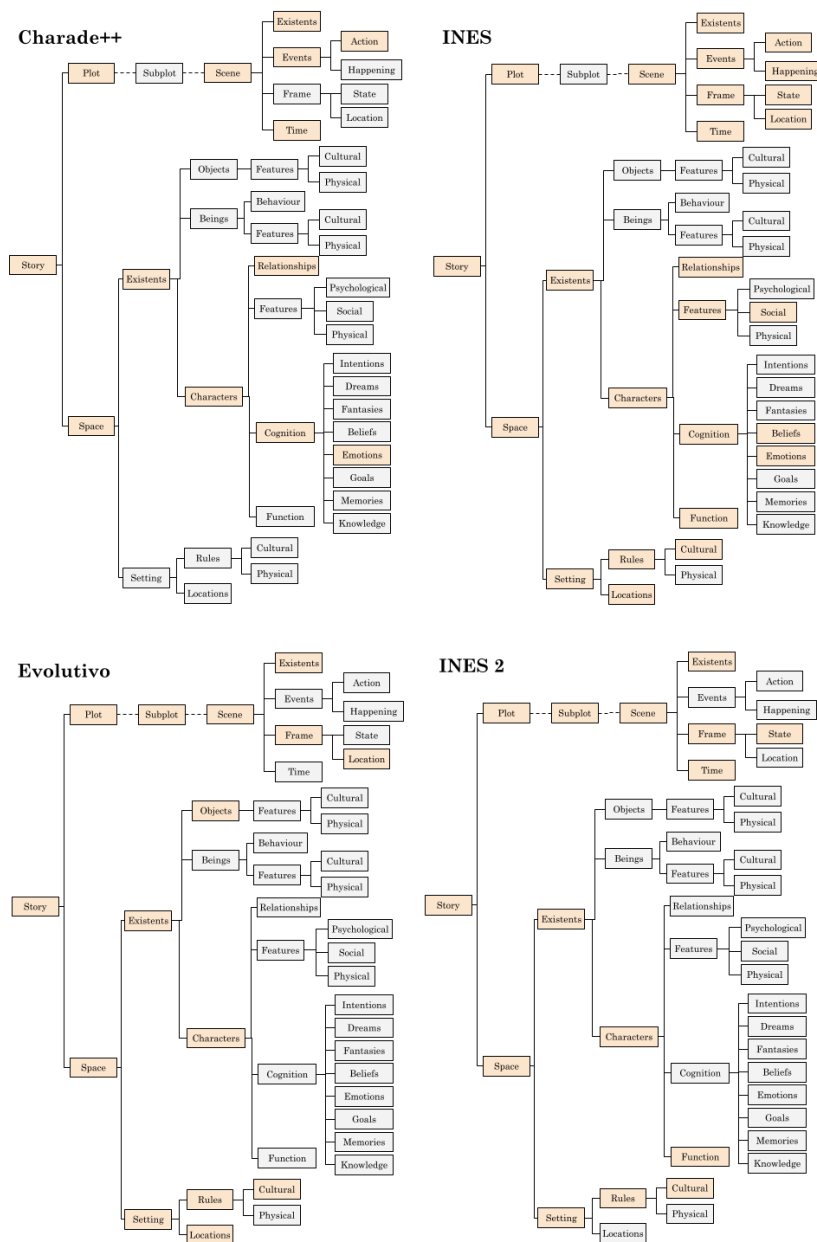 Charade++
Existents
Action
Events
Plot
Subplot
Scene
Happening
Frame
State
Location
Time
Cultural
Objects
Features
Physical
Behaviour
Beings
Cultural
Features
Physical
Story
Relationships
Existents
Psychological
Features
Social
Physical
Intentions
Dreams
Characters
Fantasies
Space
Cognition
Beliefs
Emotions
Goals
Memories
Function
Knowledge
Cultural
Rules
Physical
Setting
Locations
INES
Existents
Action
Events
Plot
Subplot
Scene
Happening
Frame
State
Location
Time
Cultural
Objects
Features
Physical
Behaviour
Beings
Cultural
Features
Physical
Story
Relationships
Existents
Psychological
Features
Social
Physical
Intentions
Dreams
Characters
Fantasies
Space
Cognition
Beliefs
Emotions
Goals
Memories
Function
Knowledge
Cultural
Rules
Physical
Setting
Locations
Evolutivo
Existents
Action
Events
Plot
Subplot
Scene
Happening
Frame
State
Location
Time
Cultural
Objects
Features
Physical
Behaviour
Beings
Cultural
Features
Physical
Story
Relationships
Existents
Psychological
Features
Social
Physical
Intentions
Dreams
Characters
Fantasies
Space
Cognition
Beliefs
Emotions
Goals
Memories
Function
Knowledge
Cultural
Rules
Physical
Setting
Locations
INES 2
Existents
Action
Events
Plot
Subplot
Scene
Happening
Frame
State
Location
Time
Cultural
Objects
Features
Physical
Behaviour
Beings
Cultural
Features
Physical
Story
Relationships
Existents
Psychological
Features
Social
Physical
Intentions
Dreams
Characters
Fantasies
Space
Cognition
Beliefs
Emotions
Goals
Memories
Function
Knowledge
Cultural
Rules
Physical
Setting
Locations